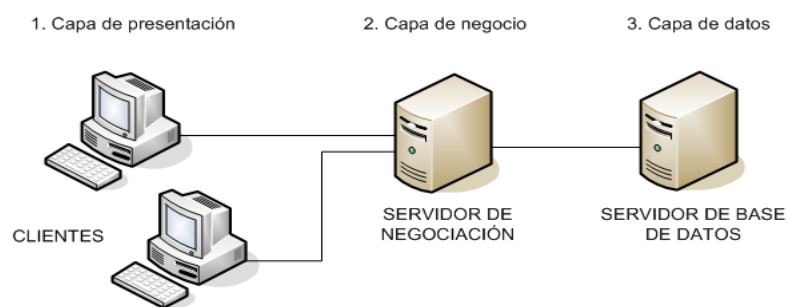 1. Capa de presentación
2. Capa de negocio
3. Capa de datos
CLIENTES
SERVIDOR DE
NEGOCIACIÓN
SERVIDOR DE BASE
DE DATOS